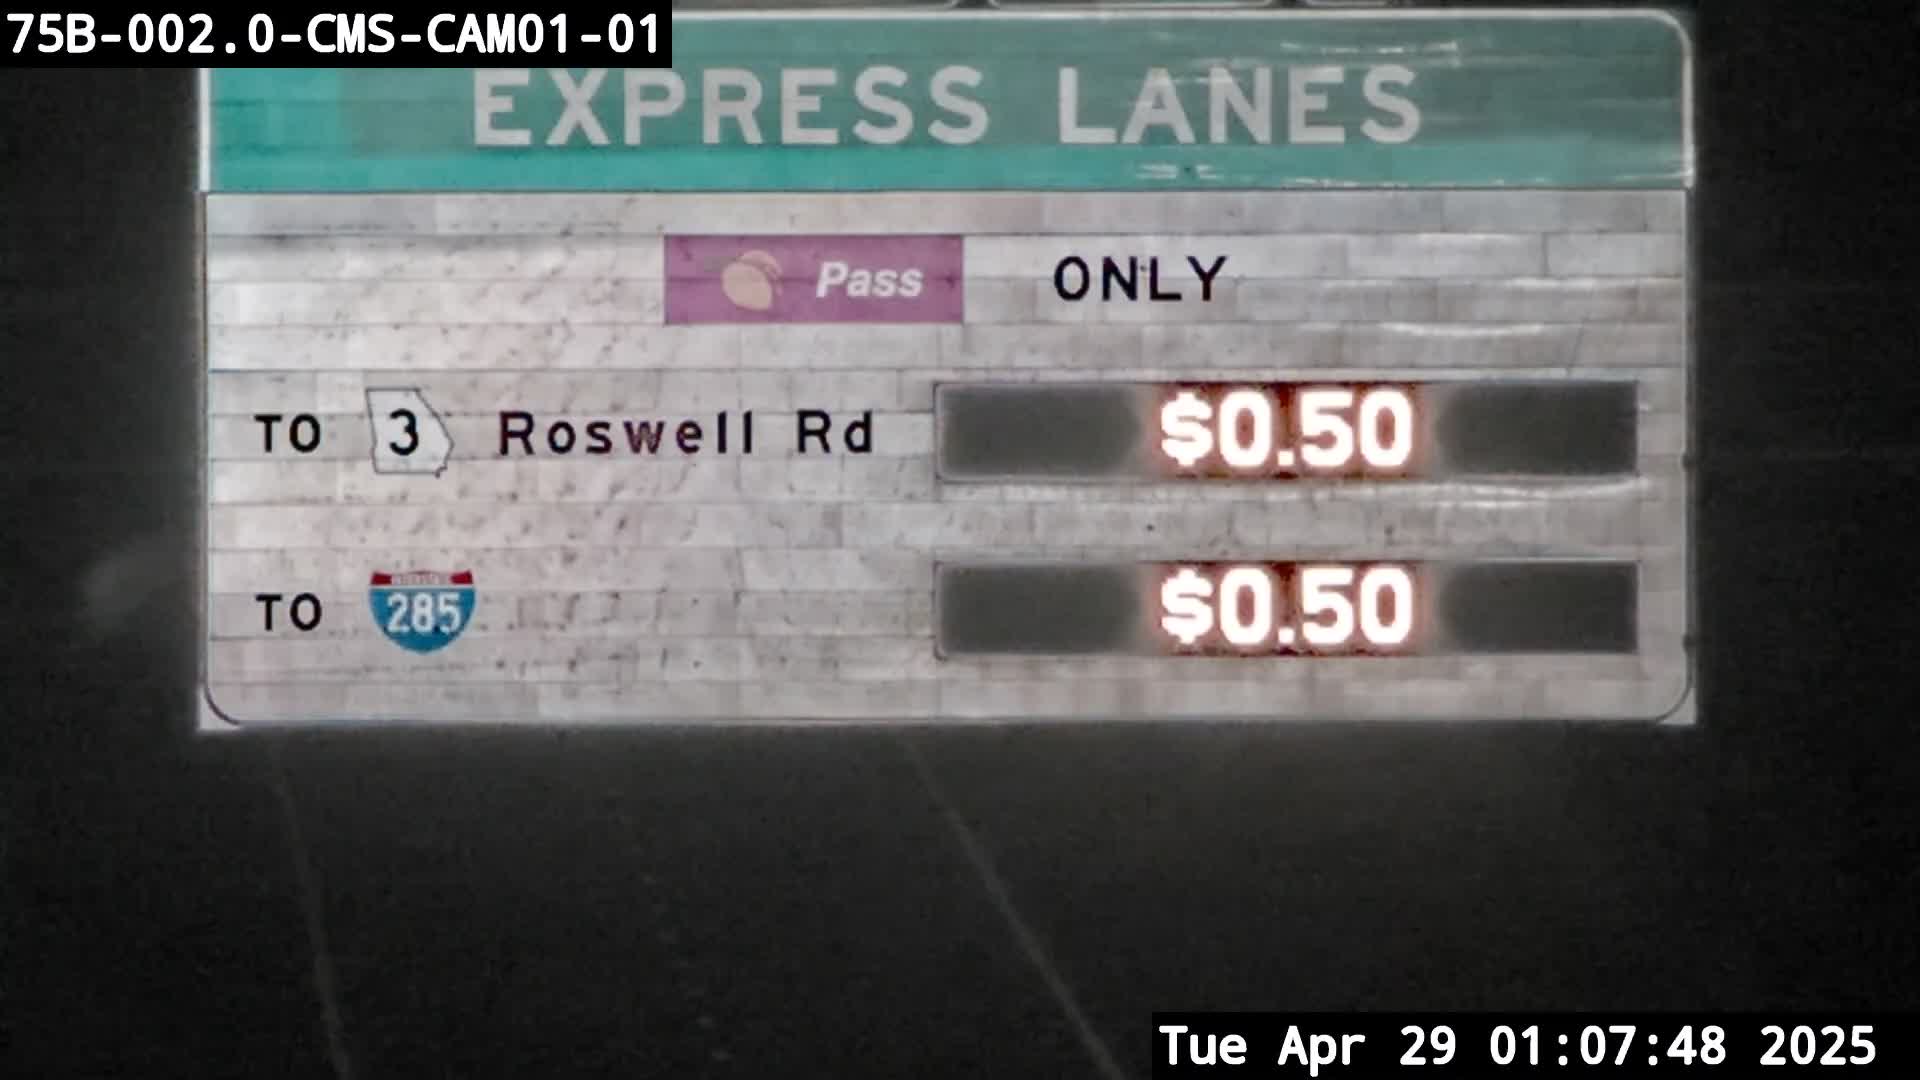 75B-002.0-CMS-CAM01-01
EXPRESS LANES
Pass ONLY
TO 3 Roswell Rd $0.50
TO 285 $0.50
Tue Apr 29 01:07:48 2025